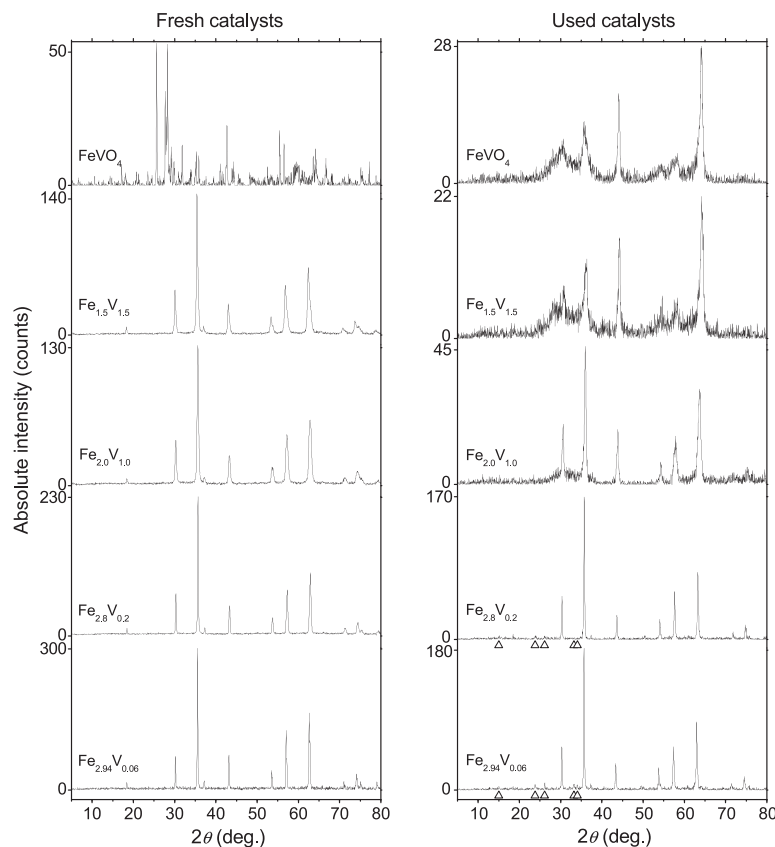 Fresh catalysts
Used catalysts
Absolute intensity (counts)
50
FeVO4
0
140
Fe1.5V1.5
0
130
Fe2.0V1.0
0
230
Fe2.8V0.2
0
300
Fe2.94V0.06
0
10 20 30 40 50 60 70 80
2θ (deg.)
28
FeVO4
0
22
Fe1.5V1.5
0
45
Fe2.0V1.0
0
170
Fe2.8V0.2
0
180
Fe2.94V0.06
0
10 20 30 40 50 60 70 80
2θ (deg.)